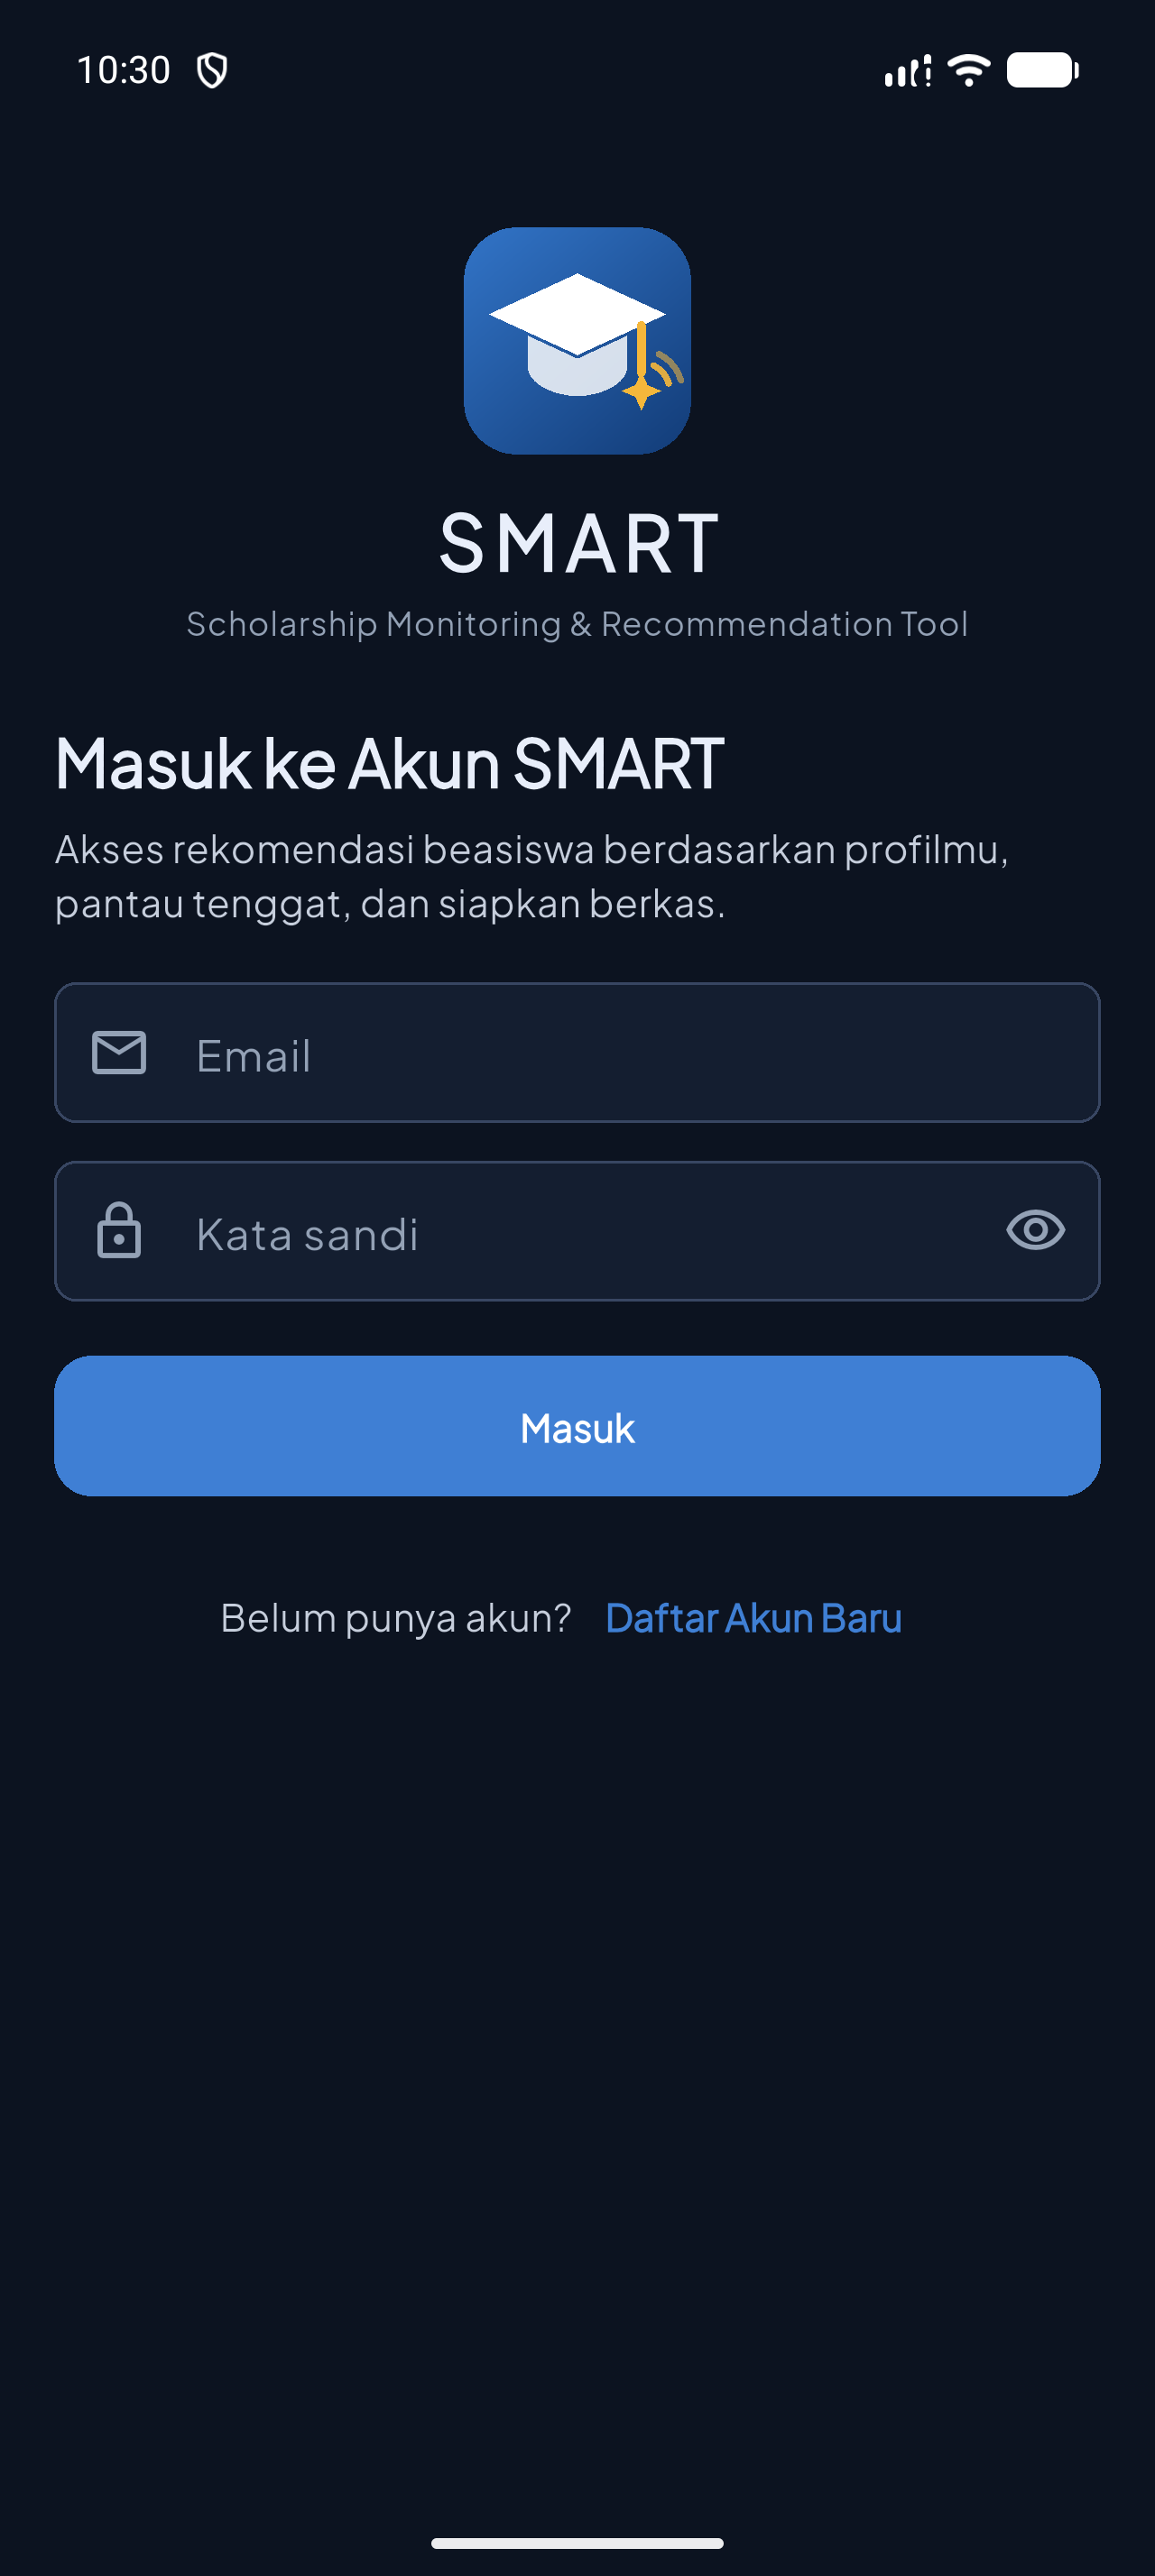 10:30
SMART
Scholarship Monitoring & Recommendation Tool
Masuk ke Akun SMART
Akses rekomendasi beasiswa berdasarkan profilmu,
pantau tenggat, dan siapkan berkas.
Email
Kata sandi
Masuk
Belum punya akun? Daftar Akun Baru